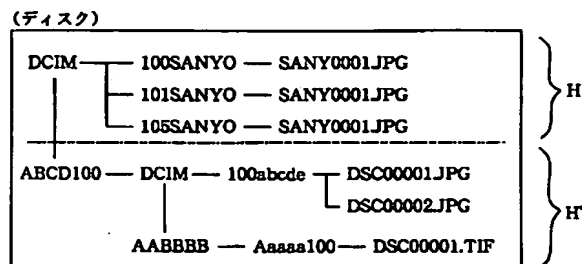 (ディスク)
DCIM 100SANYO SANY0001.JPG
101SANYO SANY0001.JPG
105SANYO SANY0001.JPG
H
ABCD100 DCIM 100abcde DSC00001.JPG
DSC00002.JPG
AABBBB Aaaaa100 DSC00001.TIF
H'